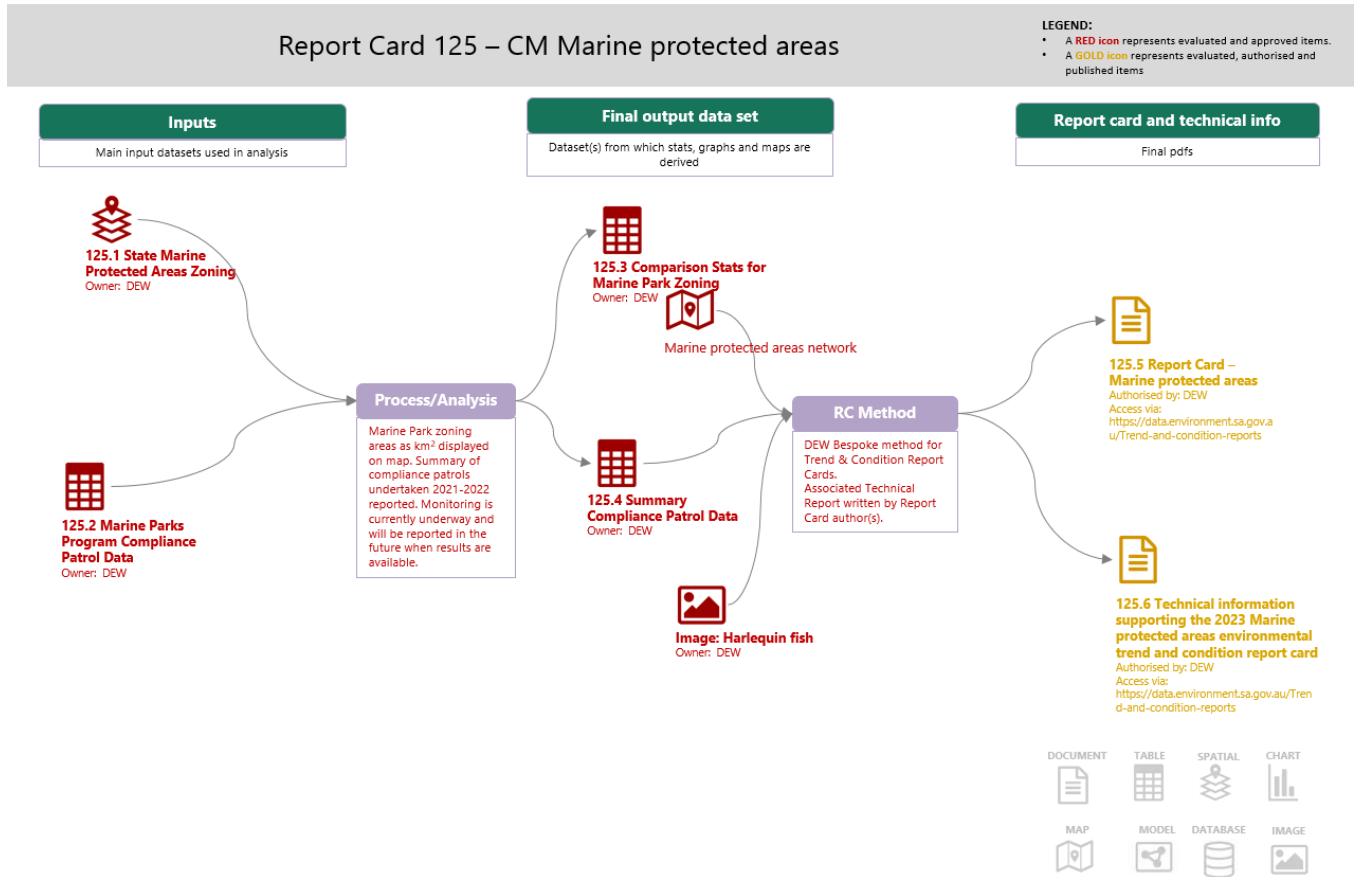 Report Card 125 – CM Marine protected areas
LEGEND:
• A RED icon represents evaluated and approved items.
• A GOLD icon represents evaluated, authorised and
published items
Inputs
Main input datasets used in analysis
Final output data set
Dataset(s) from which stats, graphs and maps are
derived
Report card and technical info
Final pdfs
125.1 State Marine
Protected Areas Zoning
Owner: DEW
125.2 Marine Parks
Program Compliance
Patrol Data
Owner: DEW
Process/Analysis
Marine Park zoning
areas as km² displayed
on map. Summary of
compliance patrols
undertaken 2021-2022
reported. Monitoring is
currently underway and
will be reported in the
future when results are
available.
125.3 Comparison Stats for
Marine Park Zoning
Owner: DEW
Marine protected areas network
125.4 Summary
Compliance Patrol Data
Owner: DEW
Image: Harlequin fish
Owner: DEW
RC Method
DEW Bespoke method for
Trend & Condition Report
Cards.
Associated Technical
Report written by Report
Card author(s).
125.5 Report Card –
Marine protected areas
Authorised by: DEW
Access via:
https://data.environment.sa.gov.a
u/Trend-and-condition-reports
125.6 Technical information
supporting the 2023 Marine
protected areas environmental
trend and condition report card
Authorised by: DEW
Access via:
https://data.environment.sa.gov.au/Tren
d-and-condition-reports
DOCUMENT TABLE SPATIAL CHART
MAP MODEL DATABASE IMAGE